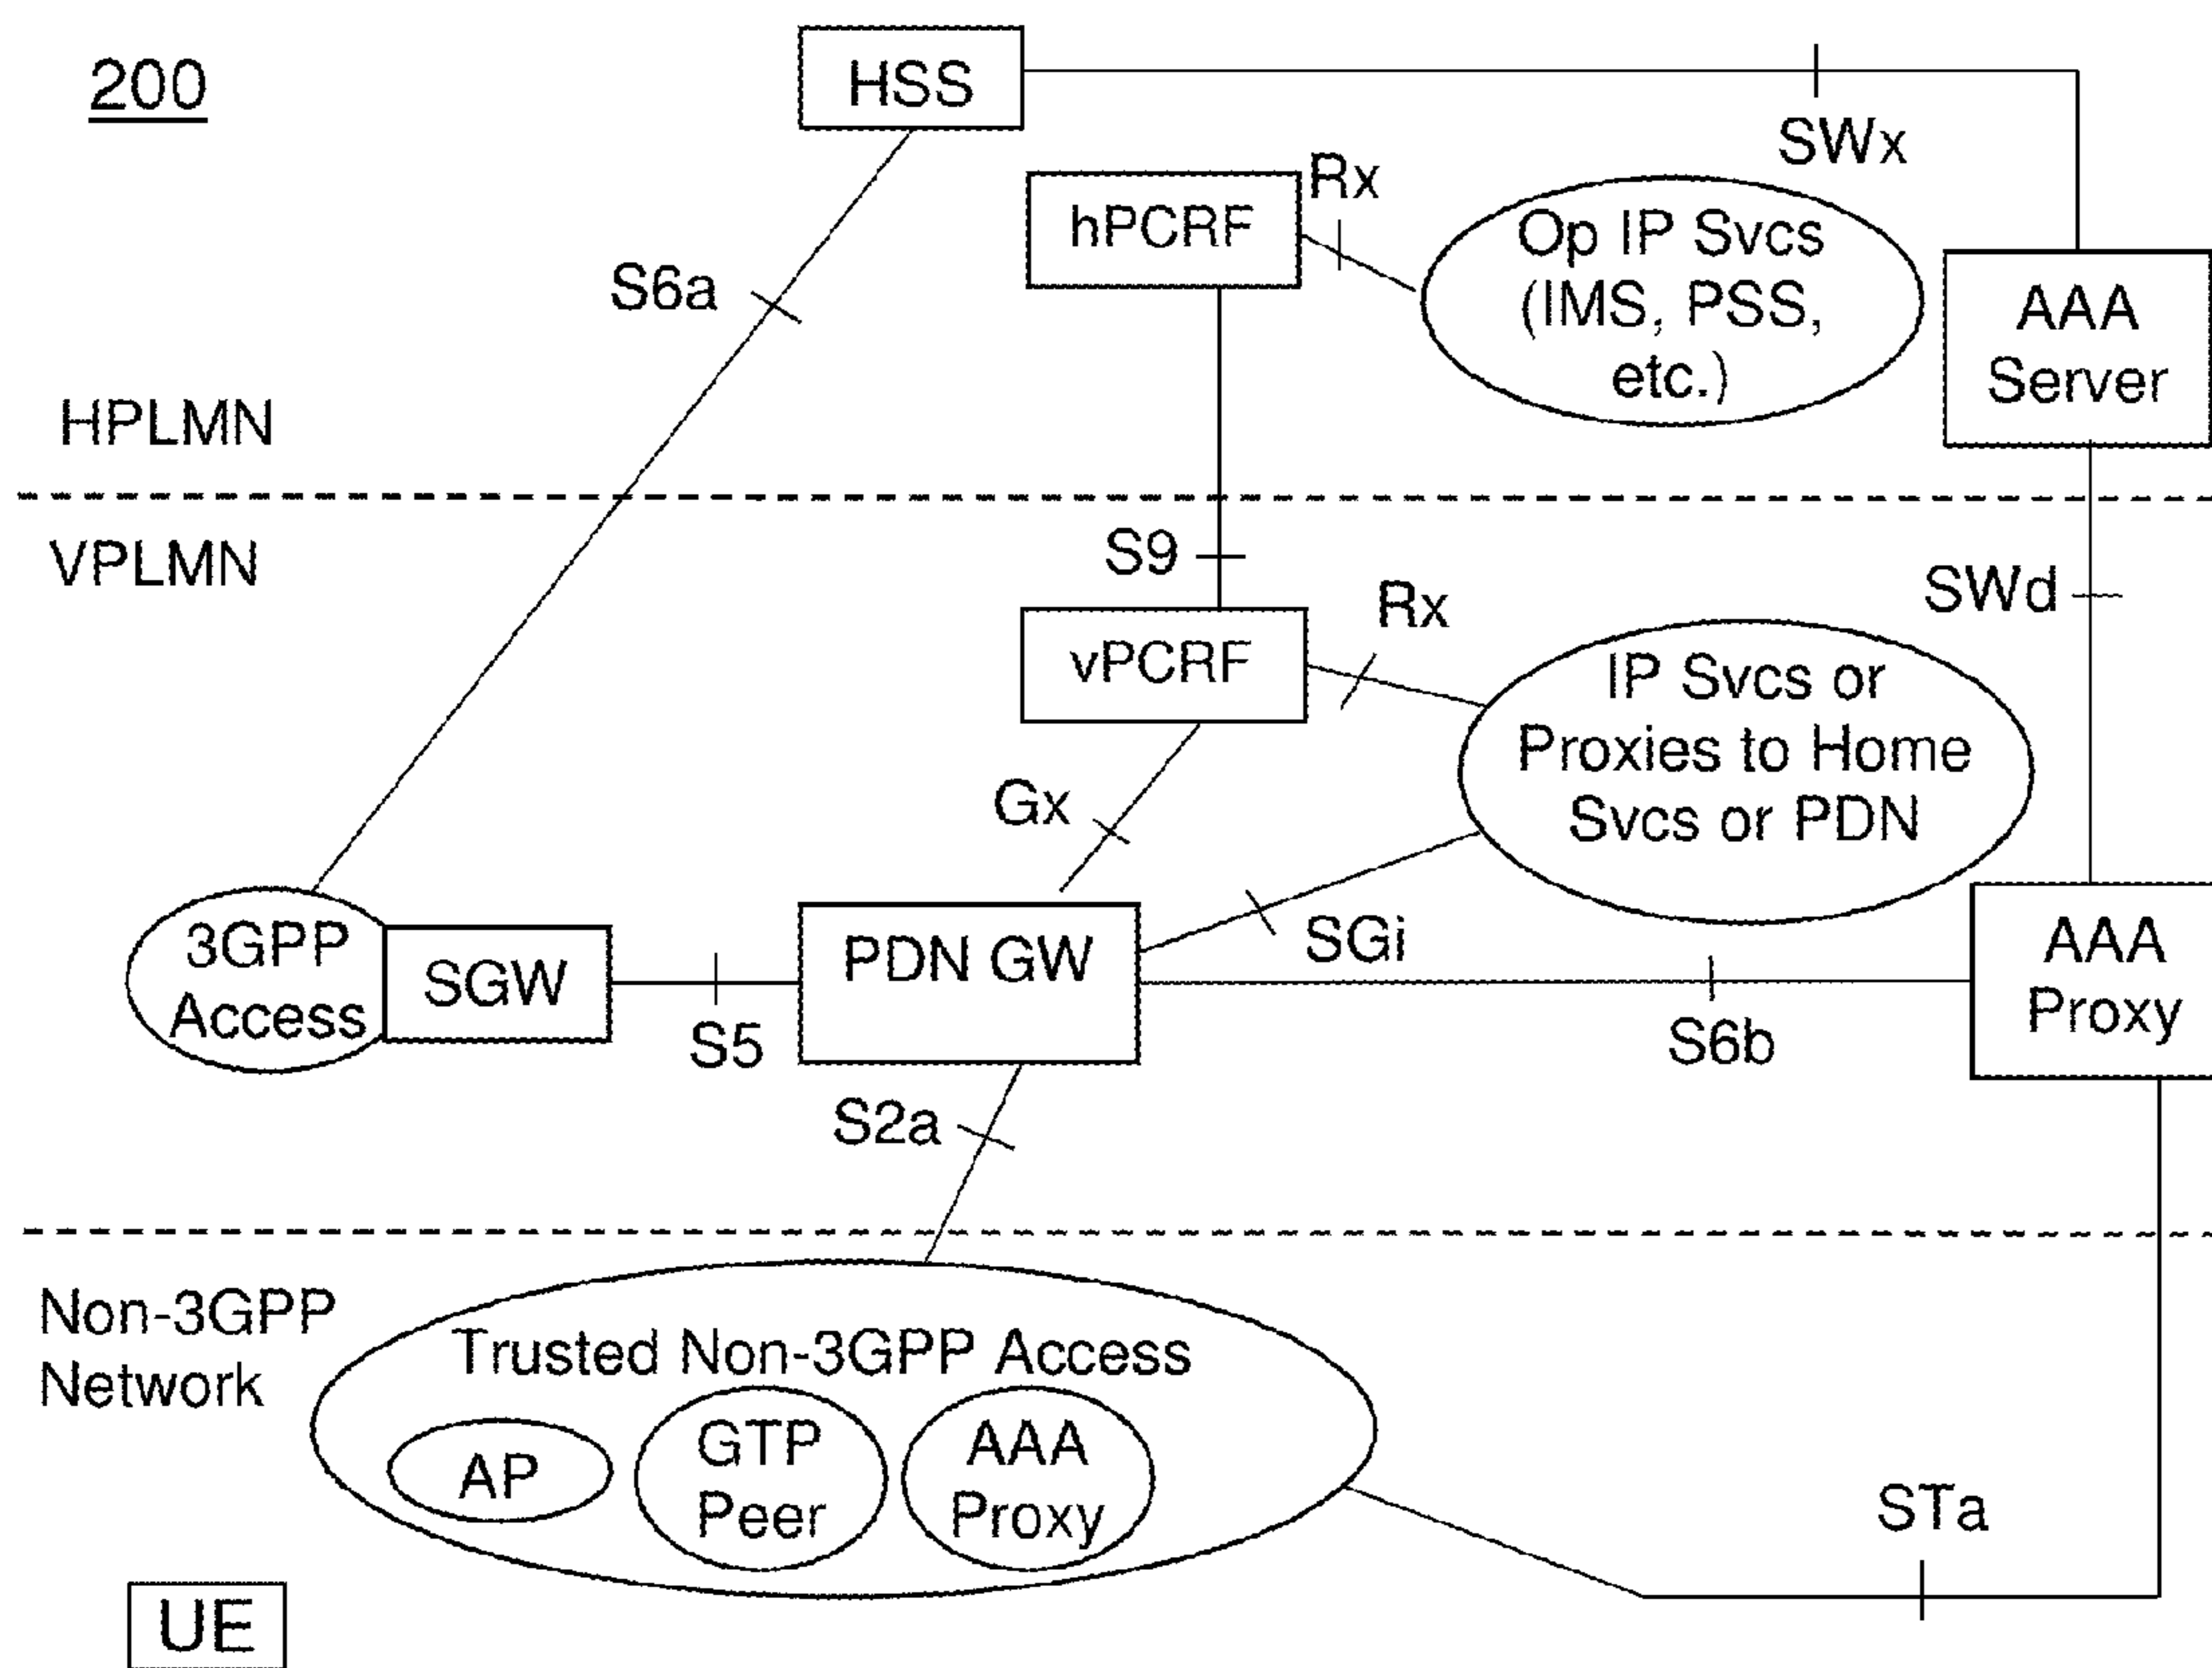 200
HSS
SWx
hPCRF
Rx
Op IP Svcs
(IMS, PSS,
etc.)
AAA
Server
S6a
HPLMN
VPLMN
S9
SWd
vPCRF
Rx
IP Svcs or
Proxies to Home
Svcs or PDN
Gx
3GPP
Access
SGW
S5
PDN GW
SGi
S6b
AAA
Proxy
S2a
Non-3GPP
Network
Trusted Non-3GPP Access
AP
GTP
Peer
AAA
Proxy
STa
UE